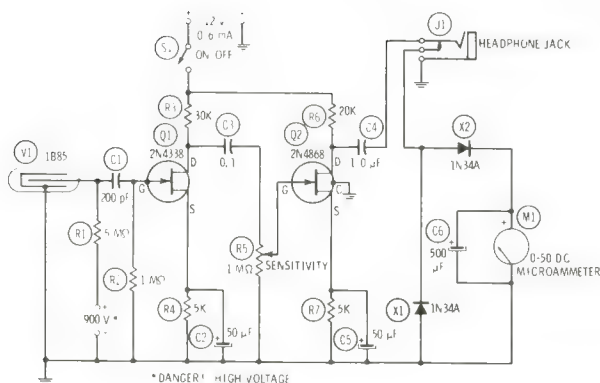 0.6 mA
ON OFF
J1
HEADPHONE JACK
R3
30K
R6
20K
V1
1B85
C1
200 pF
Q1
2N4338
D
G
S
C3
0.1
Q2
2N4868
D
G
C
S
C4
1.0 µF
X2
1N34A
R1
5 MΩ
1 MΩ
R5
1 MΩ
SENSITIVITY
C6
500
µF
+
M1
+
0-50 DC
MICROAMMETER
R4
5K
C2
50 µF
+
R7
5K
C5
50 µF
+
X1
1N34A
900 V*
*DANGER! HIGH VOLTAGE